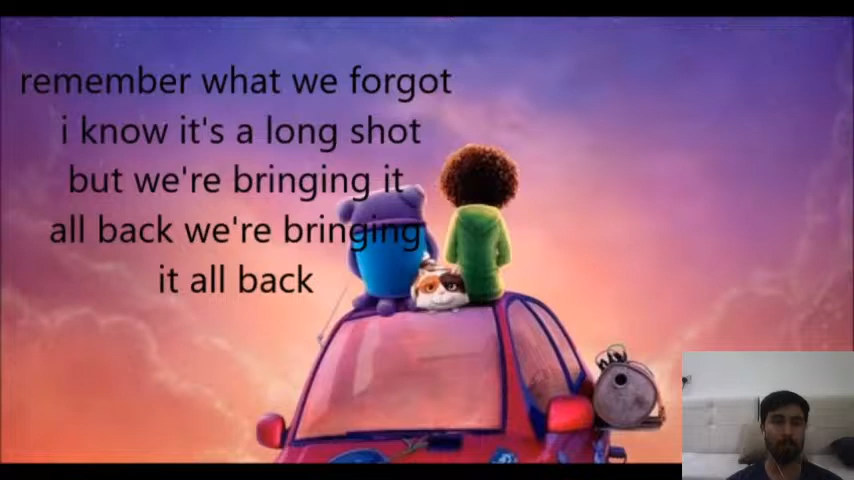 remember what we forgot
i know it's a long shot
but we're bringing it
all back we're bringing
it all back